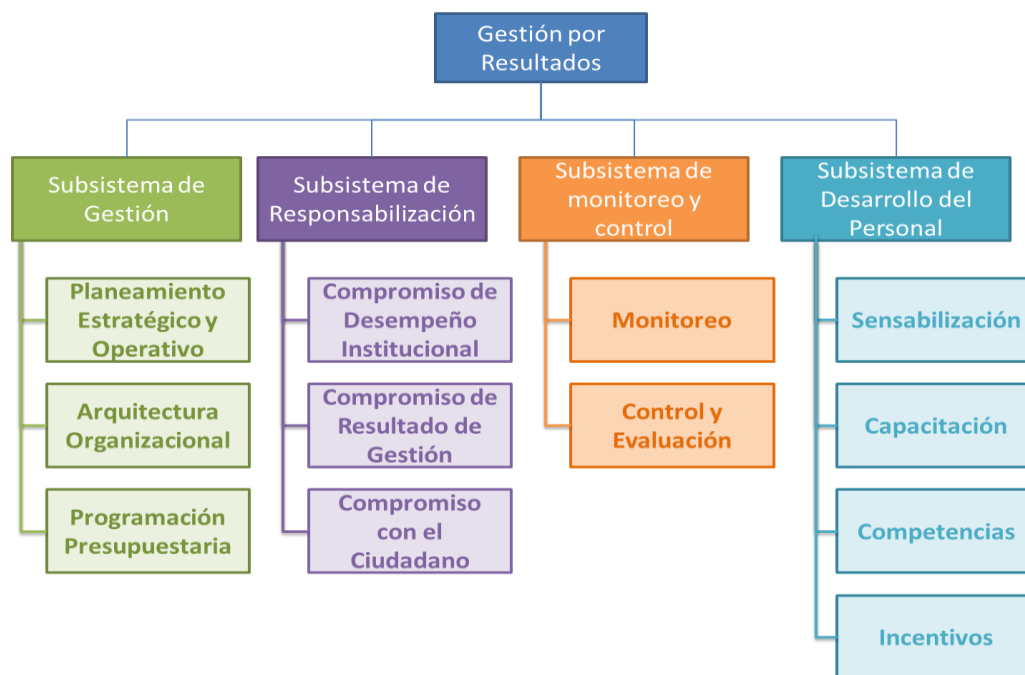 Gestión por
Resultados
Subsistema de
Gestión
Planeamiento
Estratégico y
Operativo
Arquitectura
Organizacional
Programación
Presupuestaria
Subsistema de
Responsabilización
Compromiso de
Desempeño
Institucional
Compromiso de
Resultado de
Gestión
Compromiso
con el
Ciudadano
Subsistema de
monitoreo y
control
Monitoreo
Control y
Evaluación
Subsistema de
Desarrollo del
Personal
Sensabilización
Capacitación
Competencias
Incentivos